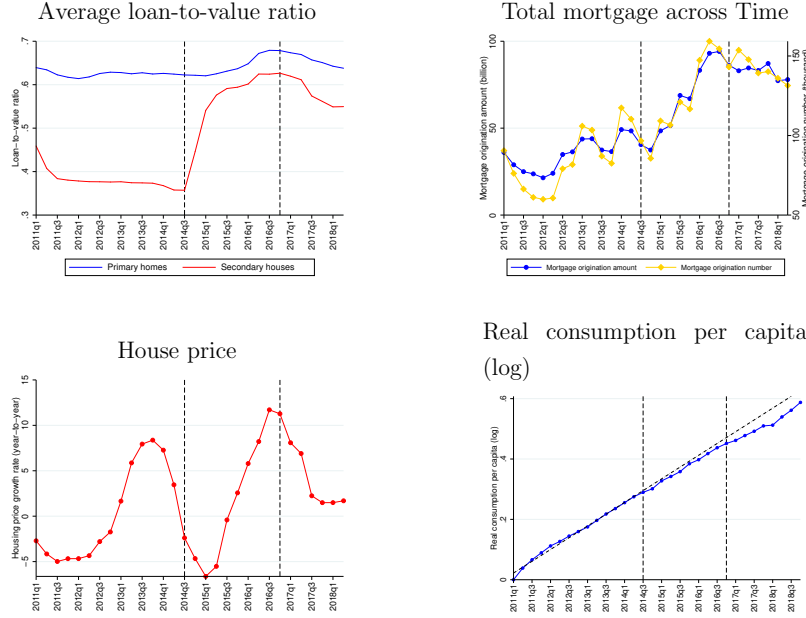 Average loan-to-value ratio
Loan-to-value ratio
.7
.6
.5
.4
.3
2011q1
2011q3
2012q1
2012q3
2013q1
2013q3
2014q1
2014q3
2015q1
2015q3
2016q1
2016q3
2017q1
2017q3
2018q1
Primary homes
Secondary houses
Total mortgage across Time
Mortgage origination amount (billion)
100
50
0
150
100
50
2011q1
2011q3
2012q1
2012q3
2013q1
2013q3
2014q1
2014q3
2015q1
2015q3
2016q1
2016q3
2017q1
2017q3
2018q1
Mortgage origination amount
Mortgage origination number
House price
Housing price growth rate (year-to-year)
15
10
5
0
-5
2011q1
2011q3
2012q1
2012q3
2013q1
2013q3
2014q1
2014q3
2015q1
2015q3
2016q1
2016q3
2017q1
2017q3
2018q1
Real consumption per capita
(log)
Real consumption per capita (log)
.6
.4
.2
0
2011q1
2011q3
2012q1
2012q3
2013q1
2013q3
2014q1
2014q3
2015q1
2015q3
2016q1
2016q3
2017q1
2017q3
2018q1
2018q3